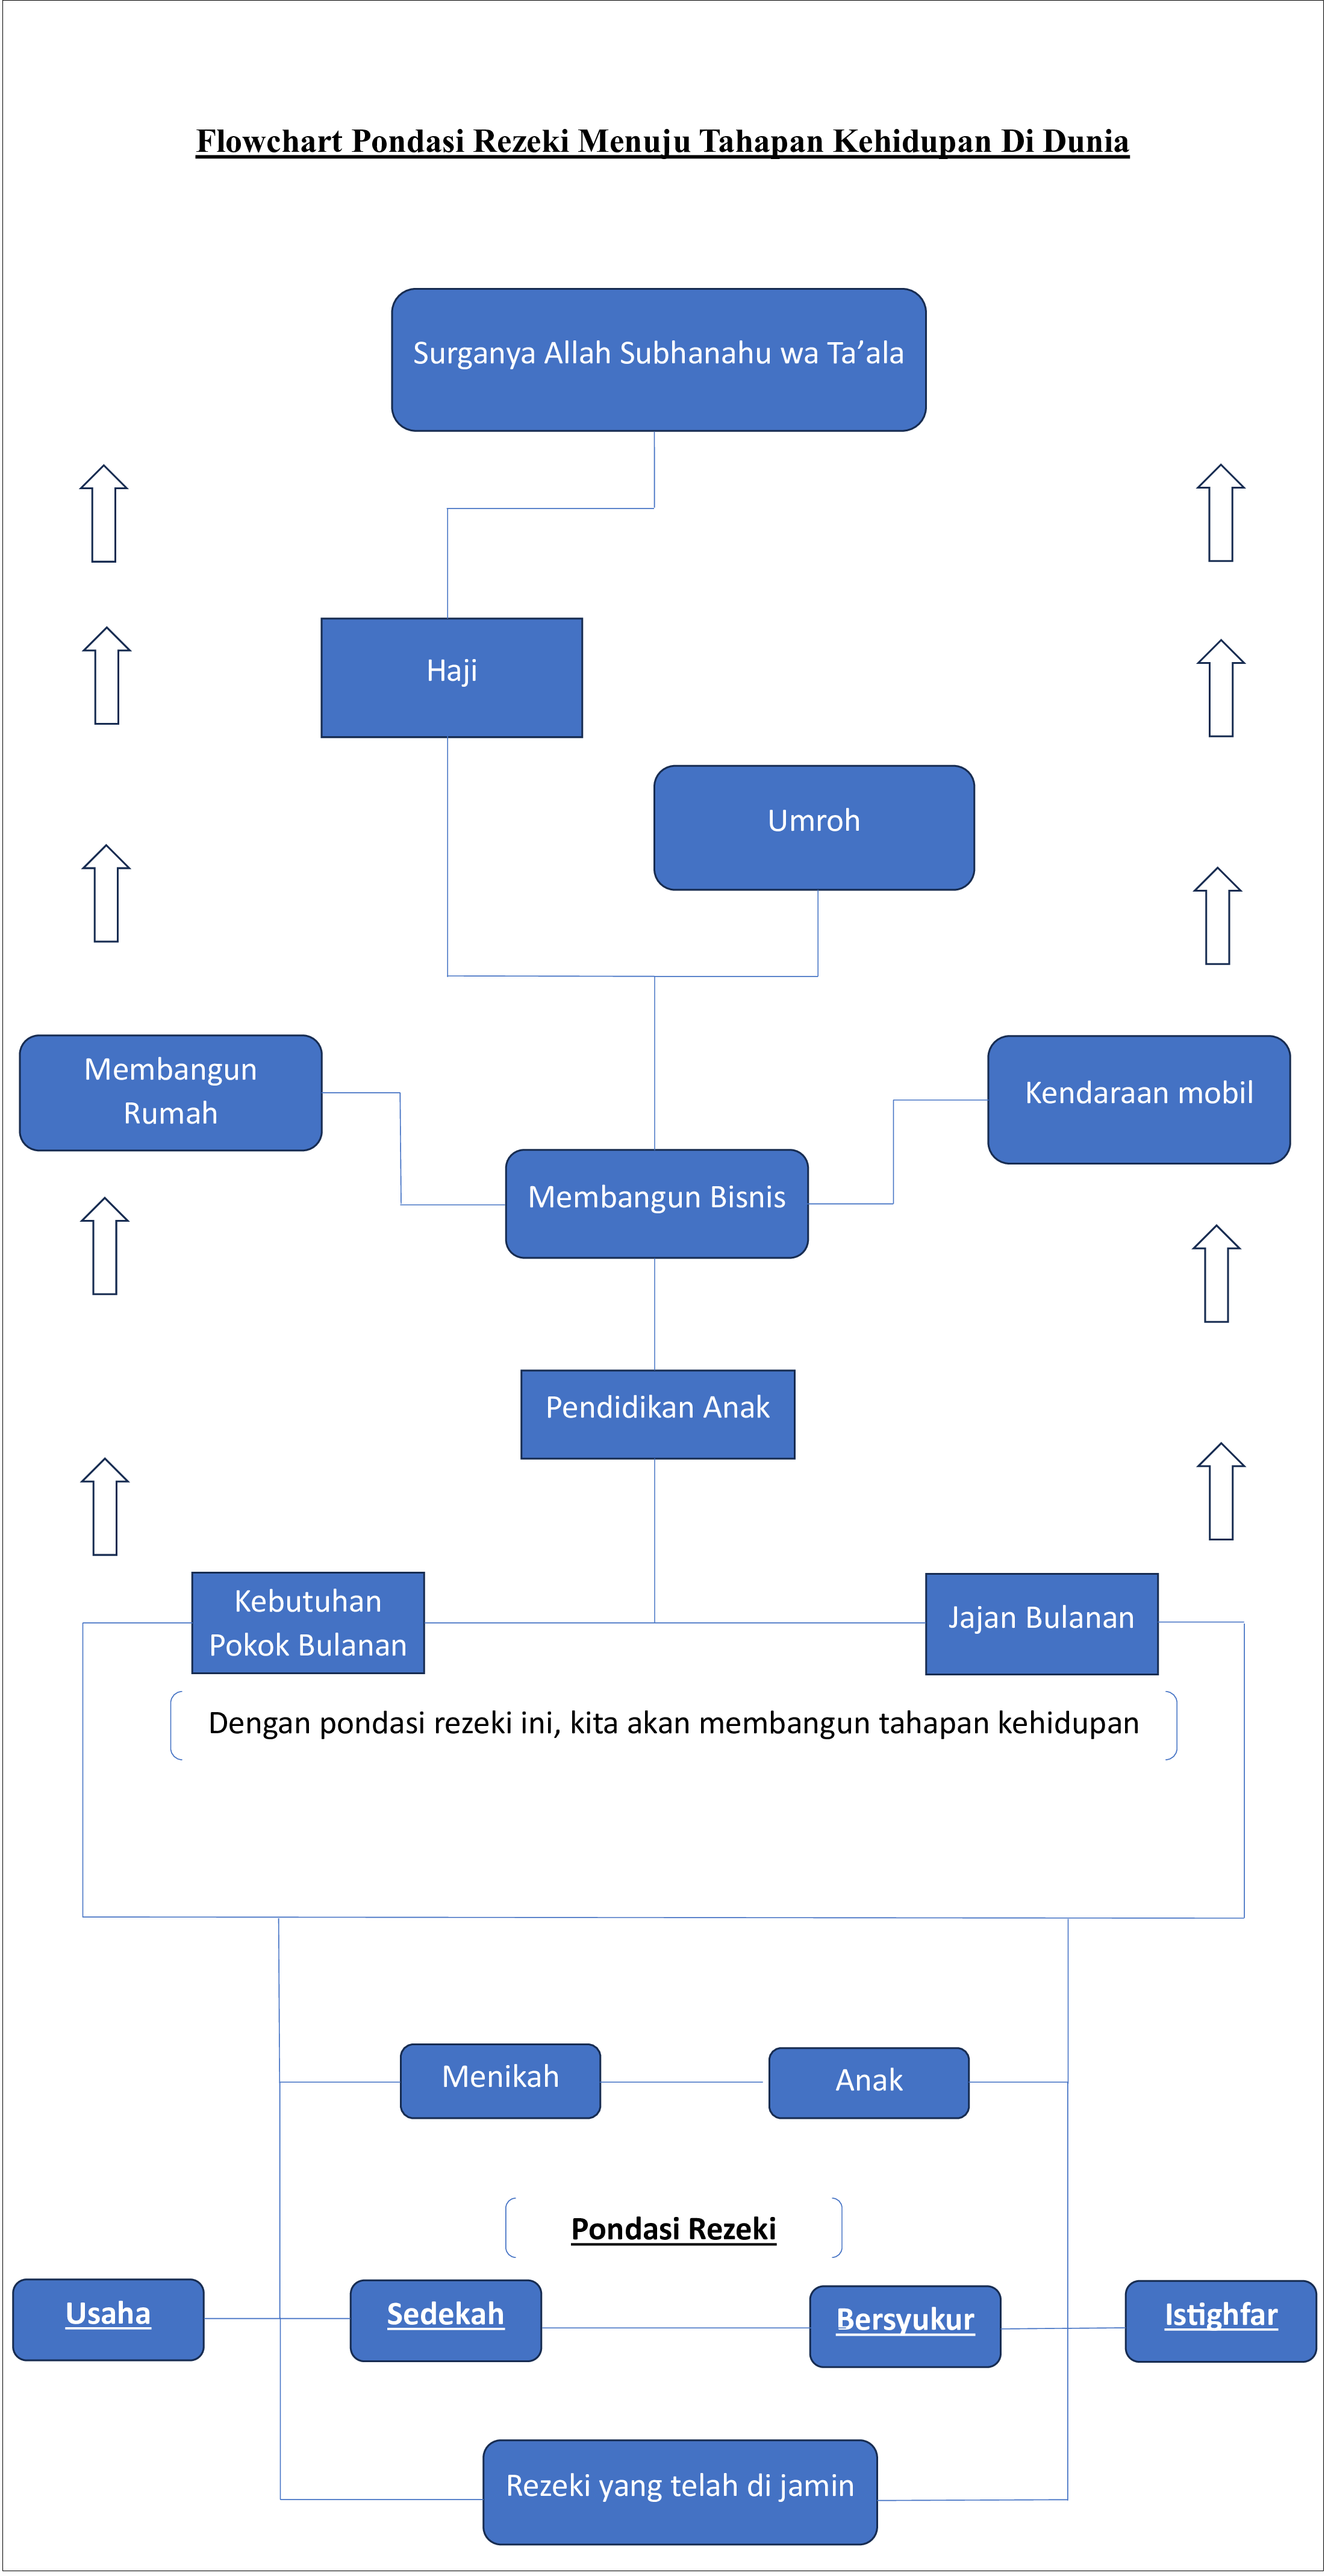 Flowchart Pondasi Rezeki Menuju Tahapan Kehidupan Di Dunia
Surganya Allah Subhanahu wa Ta’ala
Haji
Umroh
Membangun
Rumah
Kendaraan mobil
Membangun Bisnis
Pendidikan Anak
Kebutuhan
Pokok Bulanan
Jajan Bulanan
Dengan pondasi rezeki ini, kita akan membangun tahapan kehidupan
Menikah
Anak
Pondasi Rezeki
Usaha
Sedekah
Bersyukur
Istighfar
Rezeki yang telah di jamin